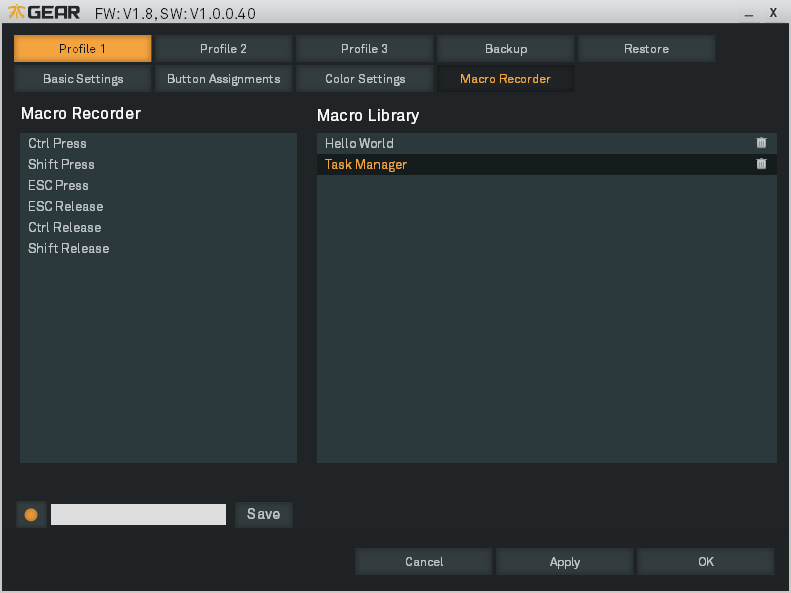 GEAR FW: V1.8, SW: V1.0.0.40 _ X
Profile 1 Profile 2 Profile 3 Backup Restore
Basic Settings Button Assignments Color Settings Macro Recorder
Macro Recorder
Ctrl Press
Shift Press
ESC Press
ESC Release
Ctrl Release
Shift Release
Macro Library
Hello World
Task Manager
Save
Cancel Apply OK